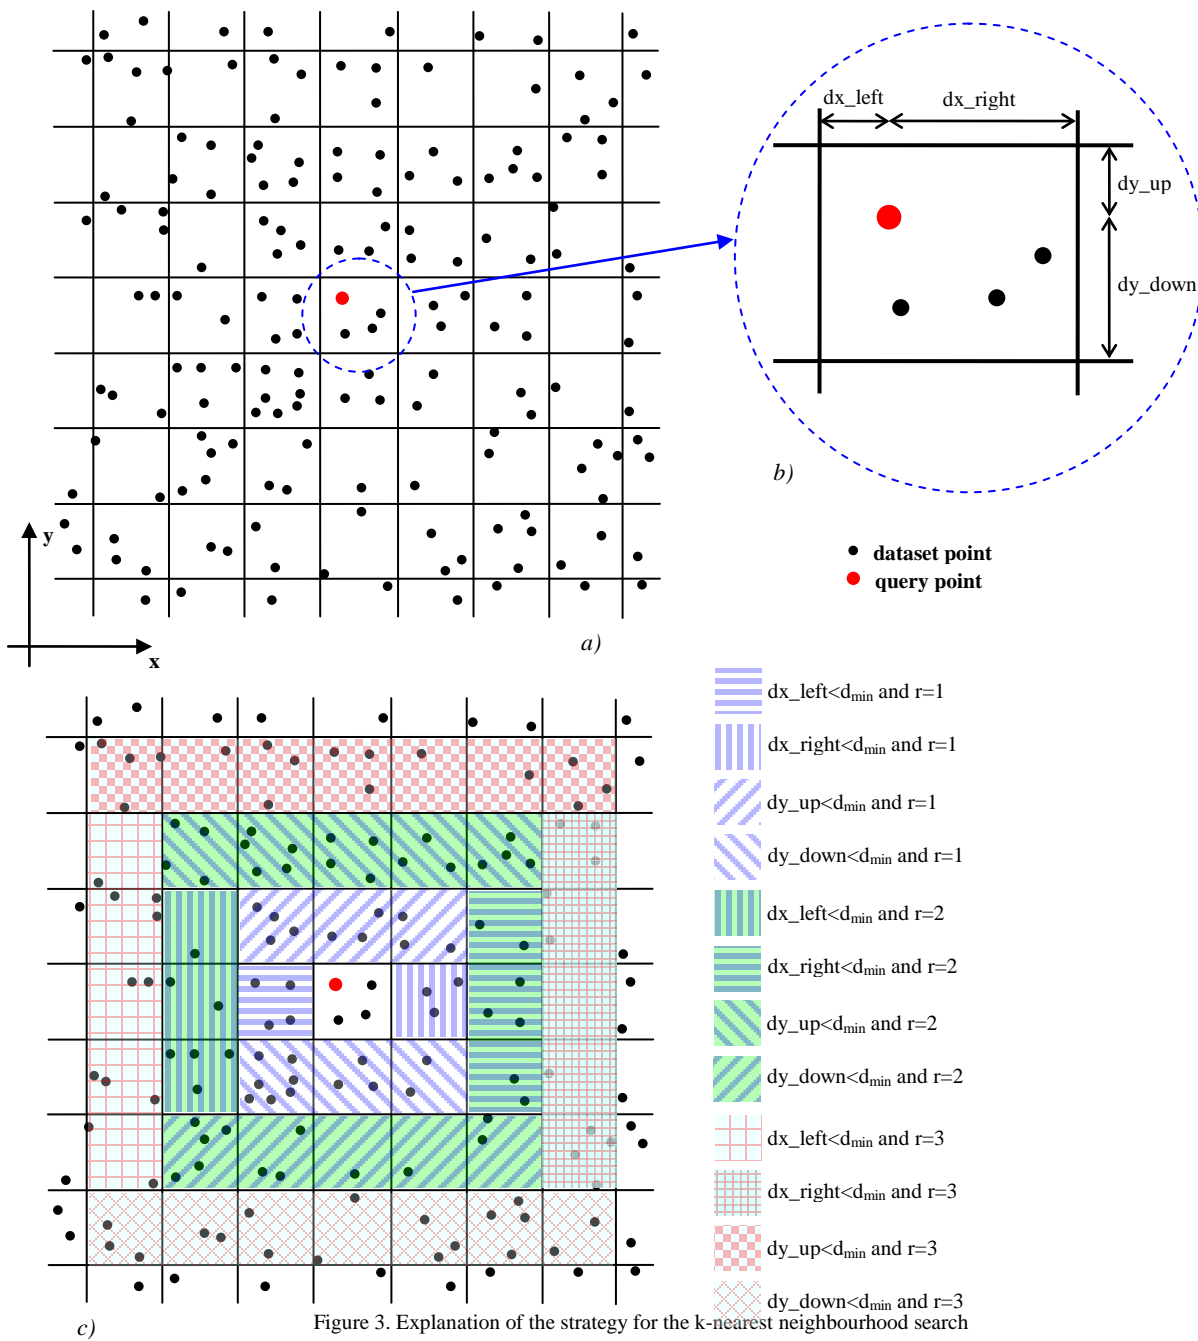 dx_left
dx_right
dy_up
dy_down
b)
dataset point
query point
y
x
a)
dx_left<dmin and r=1
dx_right<dmin and r=1
dy_up<dmin and r=1
dy_down<dmin and r=1
dx_left<dmin and r=2
dx_right<dmin and r=2
dy_up<dmin and r=2
dy_down<dmin and r=2
dx_left<dmin and r=3
dx_right<dmin and r=3
dy_up<dmin and r=3
dy_down<dmin and r=3
c)
Figure 3. Explanation of the strategy for the k-nearest neighbourhood search